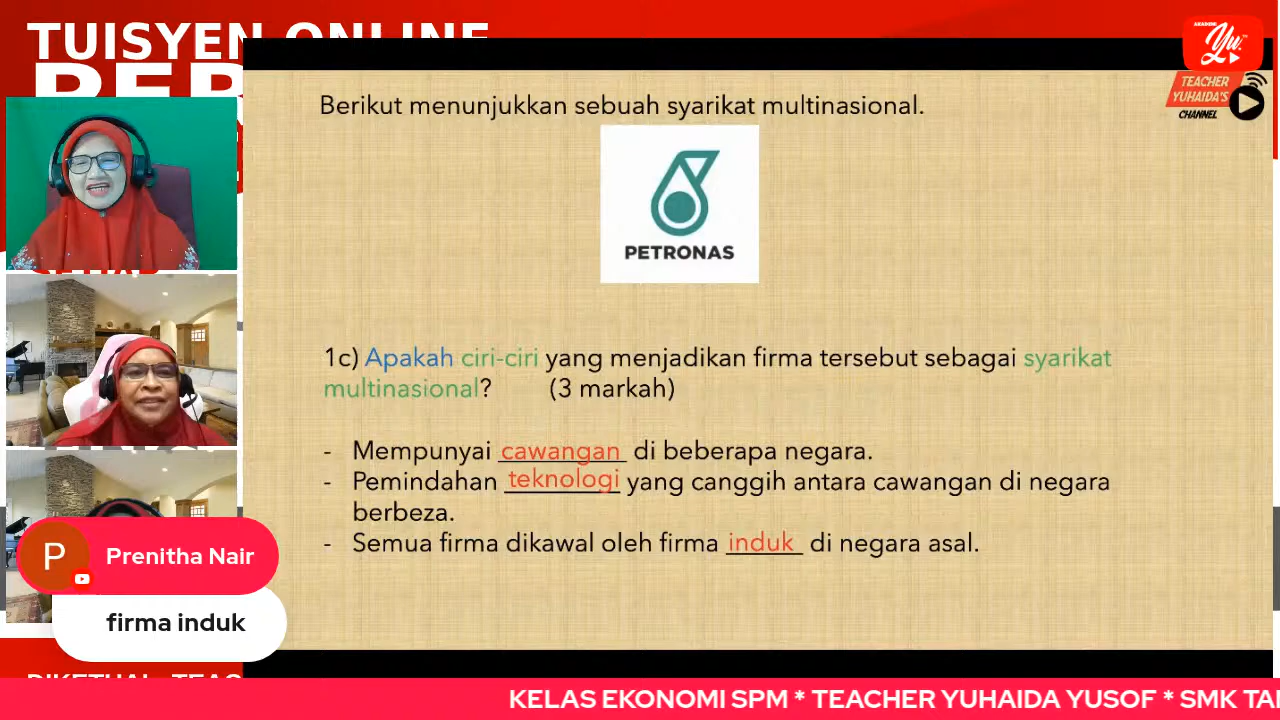 TUISYEN ONLINE
AKADEMI
Yu.
TEACHER
YUHAIDA'S
CHANNEL
Berikut menunjukkan sebuah syarikat multinasional.
PETRONAS
1c) Apakah ciri-ciri yang menjadikan firma tersebut sebagai syarikat
multinasional? (3 markah)
- Mempunyai cawangan di beberapa negara.
- Pemindahan teknologi yang canggih antara cawangan di negara
berbeza.
- Semua firma dikawal oleh firma induk di negara asal.
P
Prenitha Nair
firma induk
KELAS EKONOMI SPM * TEACHER YUHAIDA YUSOF * SMK TA